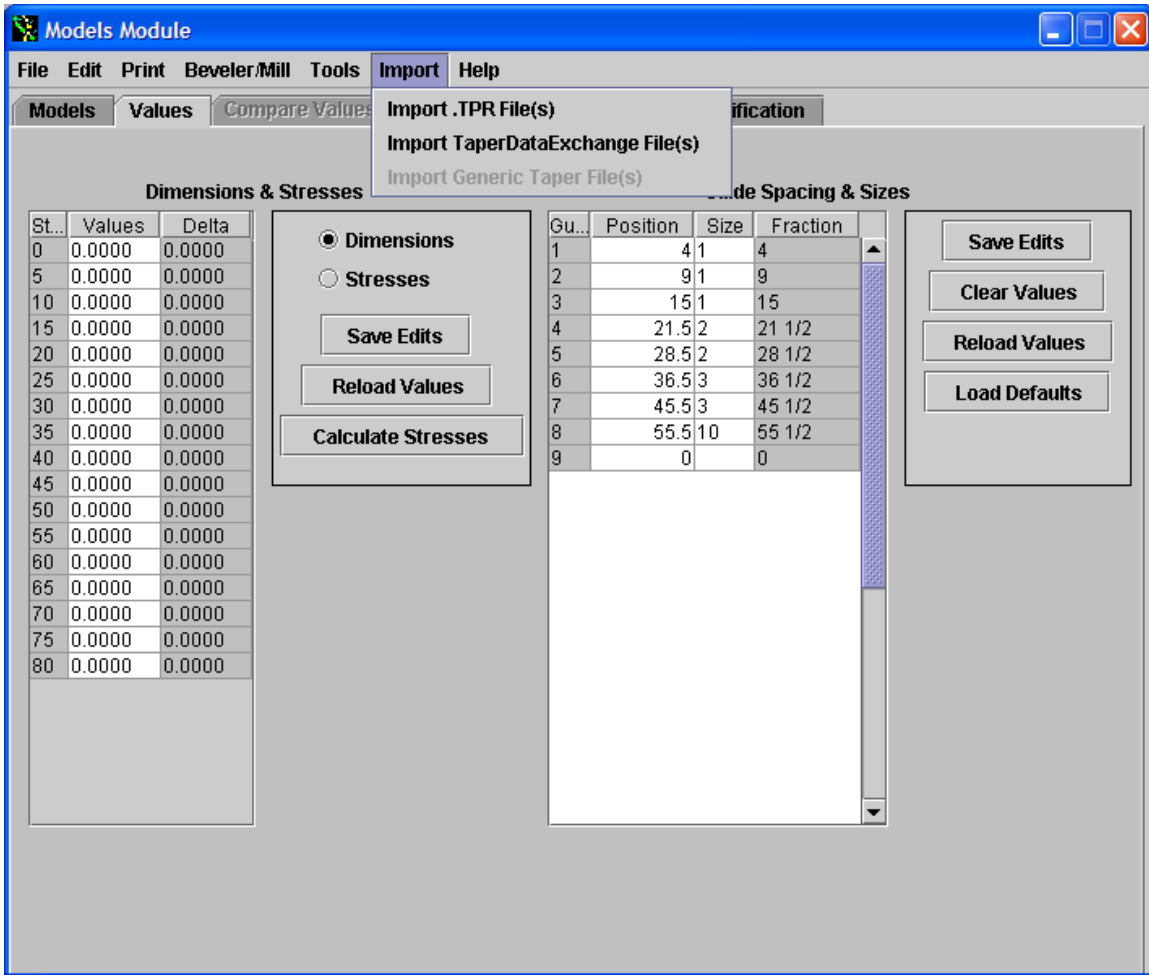 Models Module
File Edit Print Beveler/Mill Tools Import Help
Models Values Compare Values
Import .TPR File(s)
Import TaperDataExchange File(s)
Import Generic Taper File(s)
Dimensions & Stresses
Spacing & Sizes
St... Values Delta
0 0.0000 0.0000
5 0.0000 0.0000
10 0.0000 0.0000
15 0.0000 0.0000
20 0.0000 0.0000
25 0.0000 0.0000
30 0.0000 0.0000
35 0.0000 0.0000
40 0.0000 0.0000
45 0.0000 0.0000
50 0.0000 0.0000
55 0.0000 0.0000
60 0.0000 0.0000
65 0.0000 0.0000
70 0.0000 0.0000
75 0.0000 0.0000
80 0.0000 0.0000
Dimensions
Stresses
Save Edits
Reload Values
Calculate Stresses
Gu... Position Size Fraction
1 4 1 4
2 9 1 9
3 15 1 15
4 21.5 2 21 1/2
5 28.5 2 28 1/2
6 36.5 3 36 1/2
7 45.5 3 45 1/2
8 55.5 10 55 1/2
9 0 0
Save Edits
Clear Values
Reload Values
Load Defaults